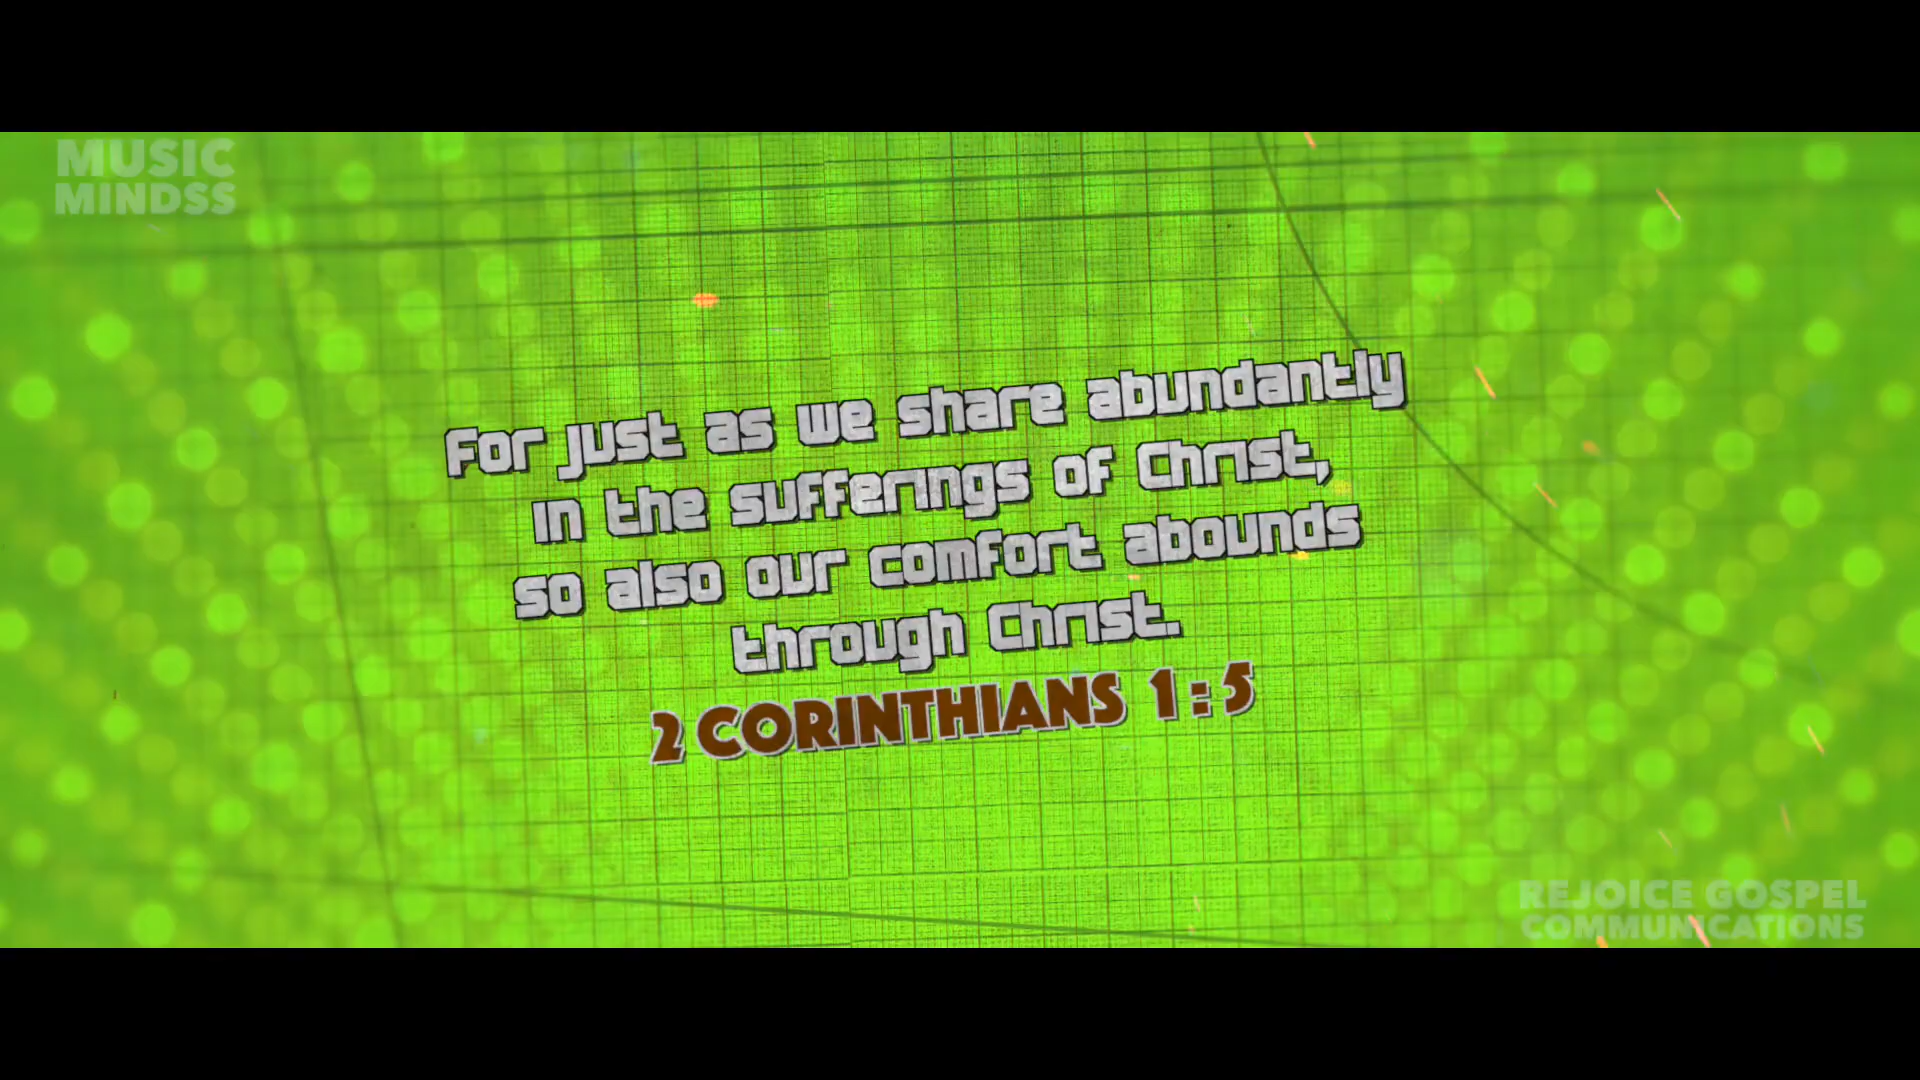 MUSIC
MINDSS
For just as we share abundantly
in the sufferings of Christ,
so also our comfort abounds
through Christ.
2 CORINTHIANS 1:5
REJOICE GOSPEL
COMMUNICATIONS